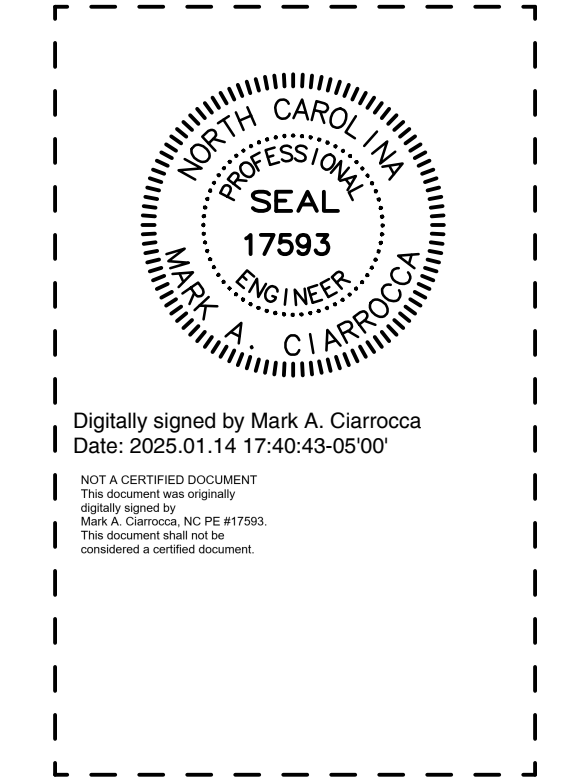 NORTH CAROLINA
PROFESSIONAL
SEAL
17593
ENGINEER
MARK A. CIARROCCA
Digitally signed by Mark A. Ciarrocca
Date: 2025.01.14 17:40:43-05'00'
NOT A CERTIFIED DOCUMENT
This document was originally
digitally signed by
Mark A. Ciarrocca, NC PE #17593.
This document shall not be
considered a certified document.